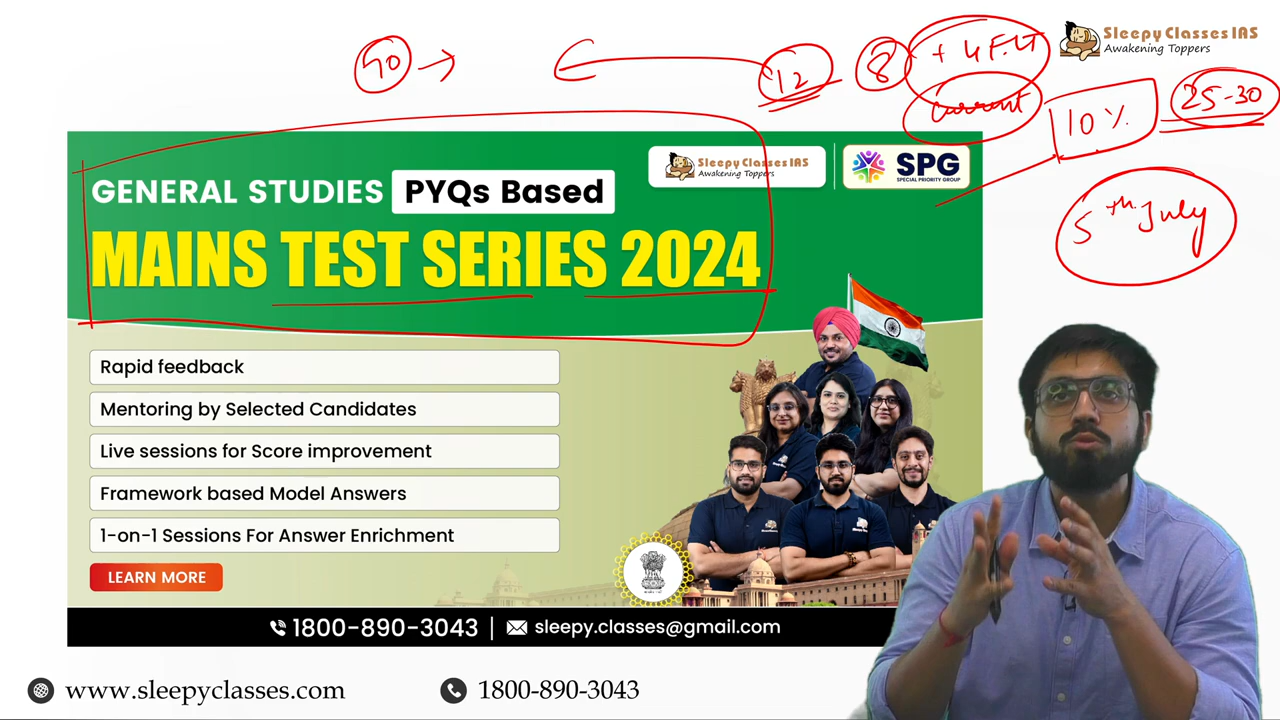 90 → 12 8 + 4 FLT
current 10% 25-30
5th July
Sleepy Classes IAS
Awakening Toppers
Sleepy Classes IAS
Awakening Toppers
SPG
SPECIAL PRIORITY GROUP
GENERAL STUDIES PYQs Based
MAINS TEST SERIES 2024
Rapid feedback
Mentoring by Selected Candidates
Live sessions for Score improvement
Framework based Model Answers
1-on-1 Sessions For Answer Enrichment
LEARN MORE
1800-890-3043 | sleepy.classes@gmail.com
www.sleepyclasses.com 1800-890-3043